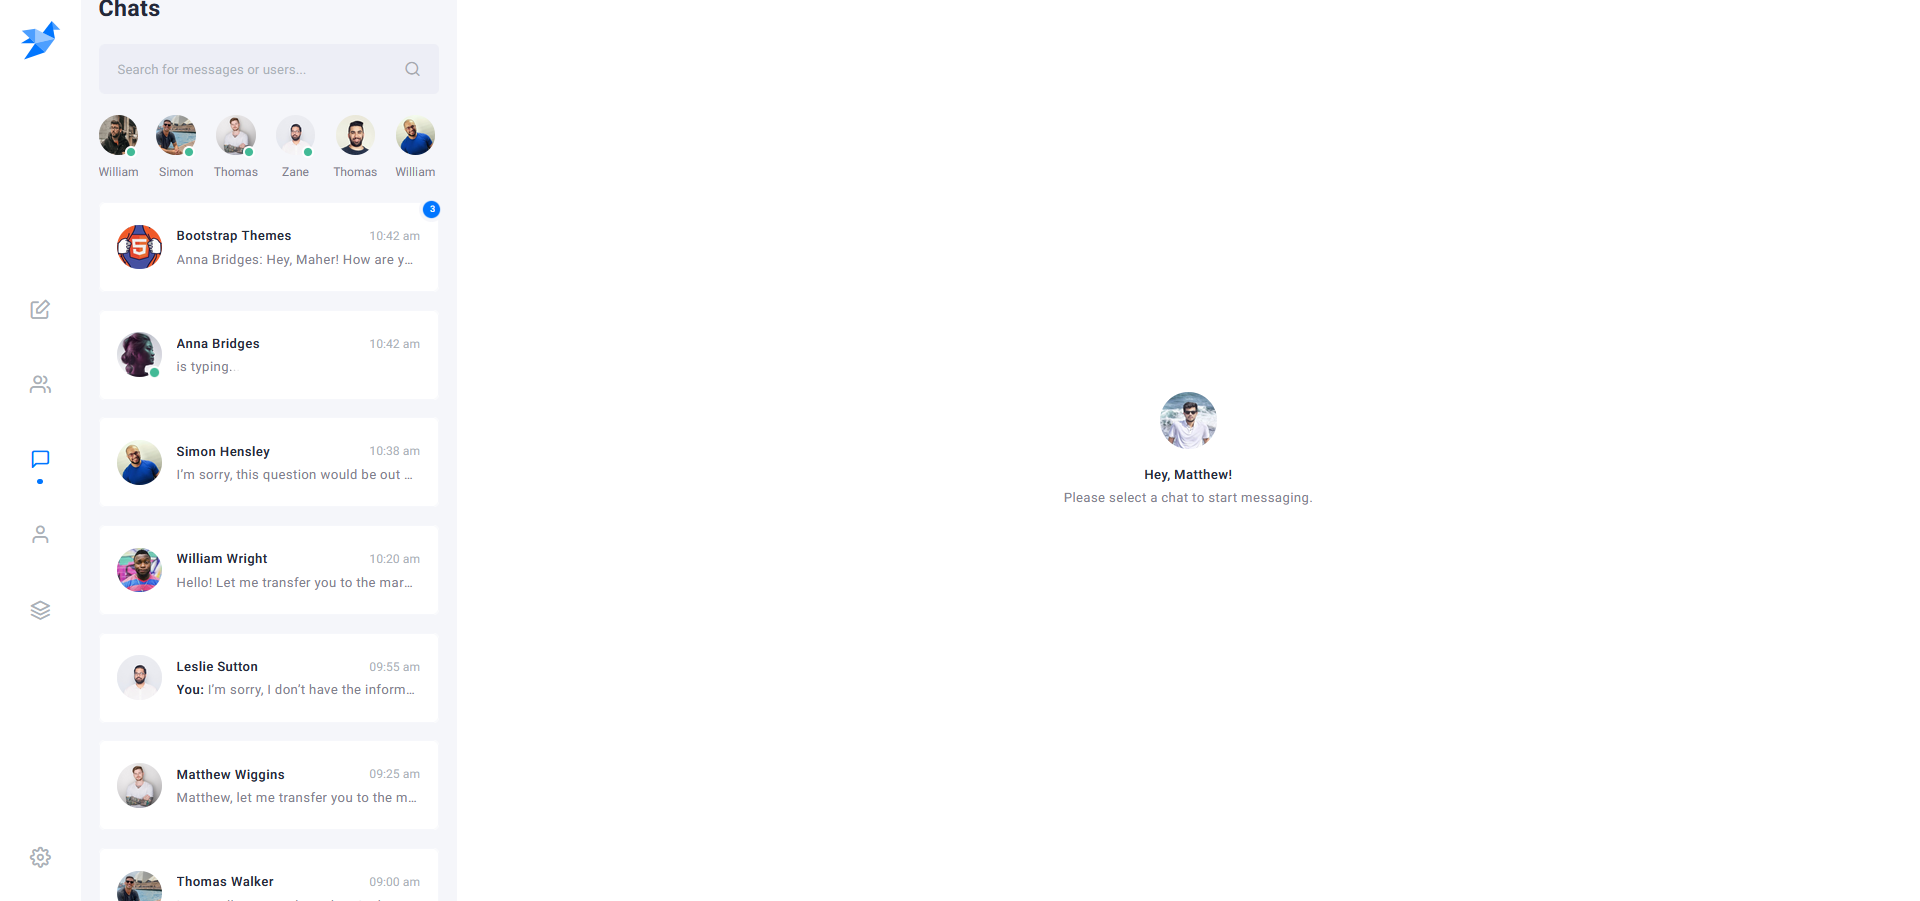 Chats
Search for messages or users...
William Simon Thomas Zane Thomas William
3
Bootstrap Themes 10:42 am
Anna Bridges: Hey, Maher! How are y...
Anna Bridges 10:42 am
is typing..
Simon Hensley 10:38 am
I'm sorry, this question would be out ...
William Wright 10:20 am
Hello! Let me transfer you to the mar...
Leslie Sutton 09:55 am
You: I'm sorry, I don't have the inform...
Matthew Wiggins 09:25 am
Matthew, let me transfer you to the m...
Thomas Walker 09:00 am
Hey, Matthew!
Please select a chat to start messaging.